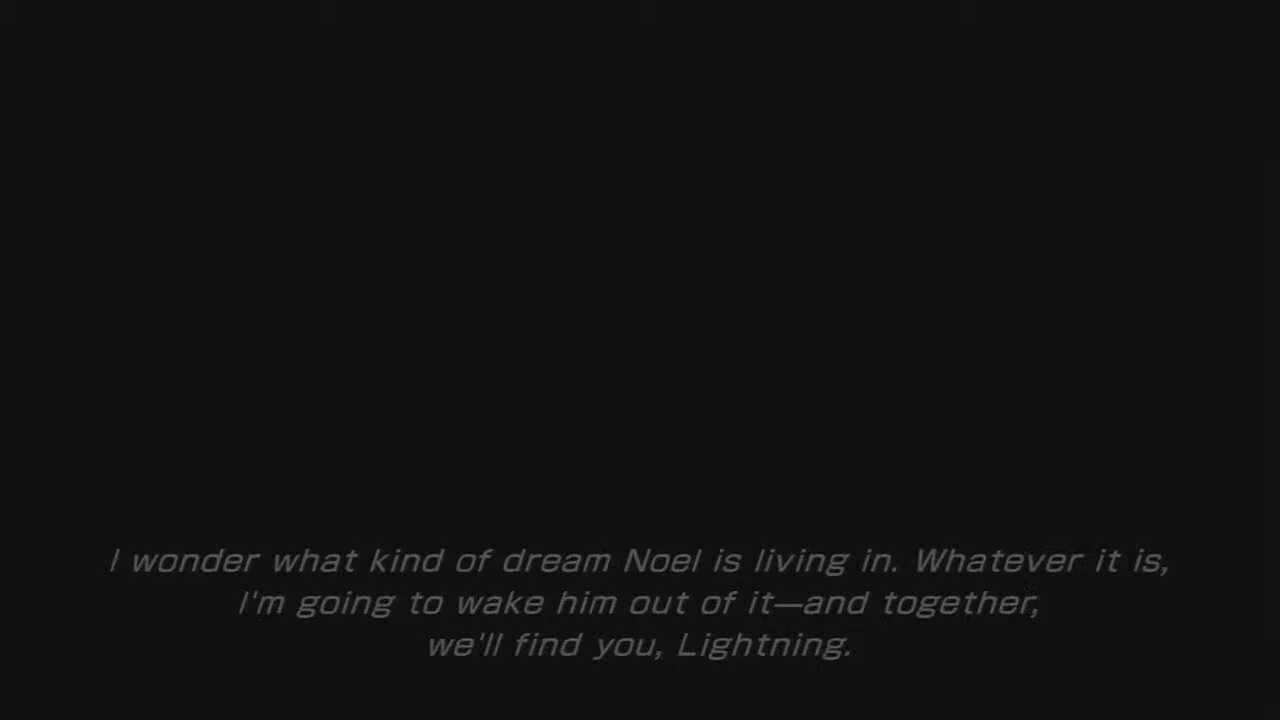 I wonder what kind of dream Noel is living in. Whatever it is,
I'm going to wake him out of it—and together,
we'll find you, Lightning.